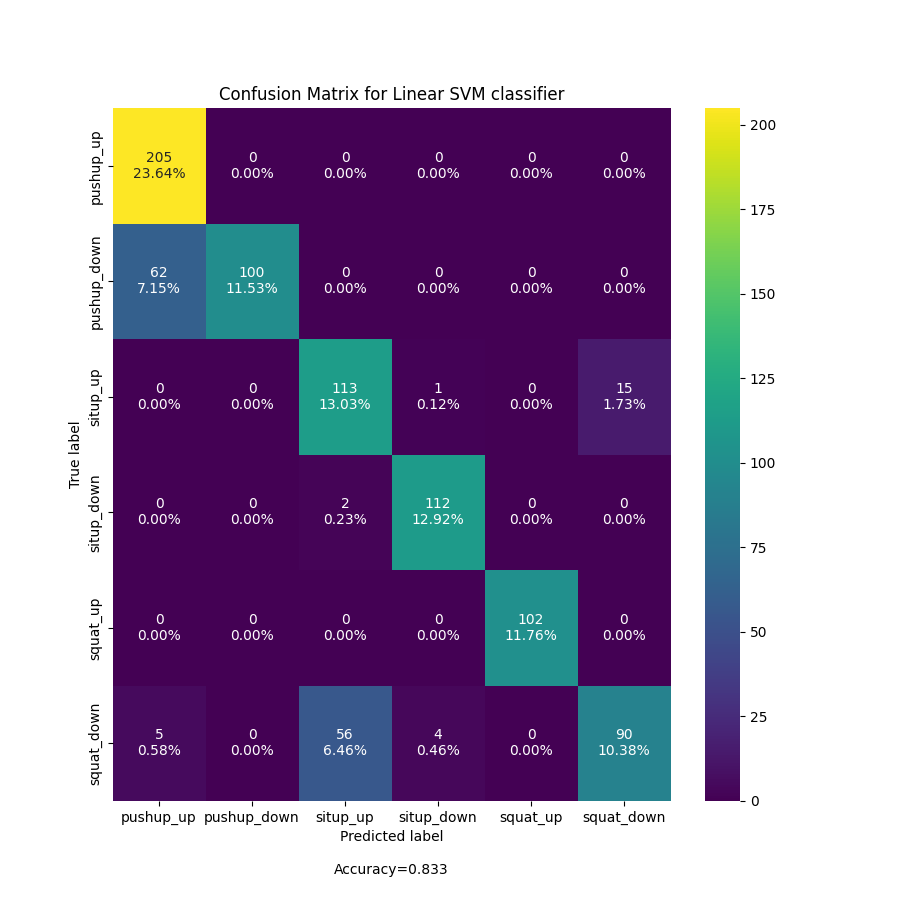 Confusion Matrix for Linear SVM classifier
True label
pushup_up
205 0 0 0 0 0
23.64% 0.00% 0.00% 0.00% 0.00% 0.00%
pushup_down
62 100 0 0 0 0
7.15% 11.53% 0.00% 0.00% 0.00% 0.00%
situp_up
0 0 113 1 0 15
0.00% 0.00% 13.03% 0.12% 0.00% 1.73%
situp_down
0 0 2 112 0 0
0.00% 0.00% 0.23% 12.92% 0.00% 0.00%
squat_up
0 0 0 0 102 0
0.00% 0.00% 0.00% 0.00% 11.76% 0.00%
squat_down
5 0 56 4 0 90
0.58% 0.00% 6.46% 0.46% 0.00% 10.38%
pushup_up pushup_down situp_up situp_down squat_up squat_down
Predicted label
Accuracy=0.833
200
175
150
125
100
75
50
25
0